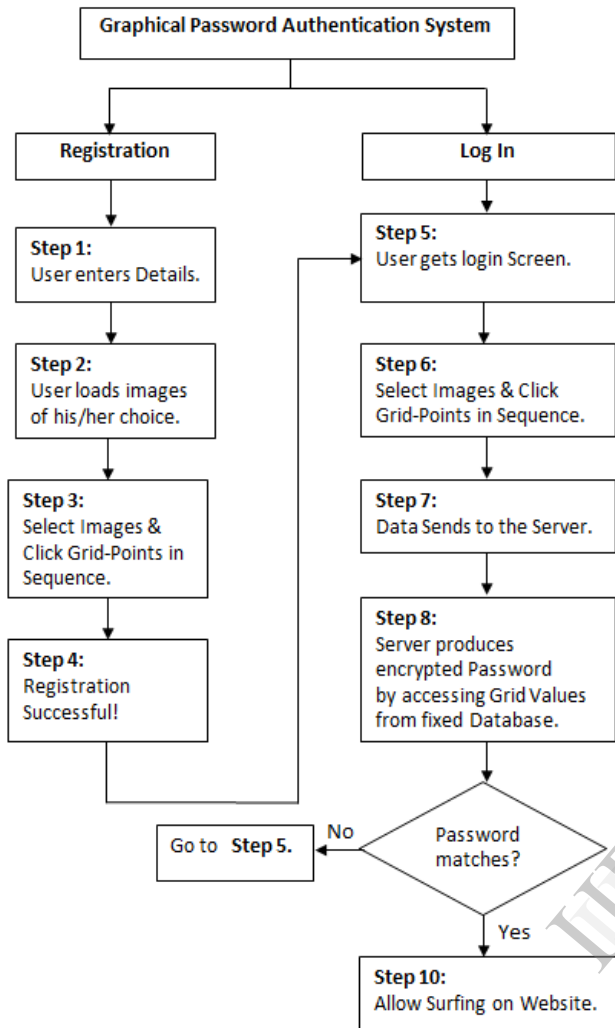 Graphical Password Authentication System
Registration
Log In
Step 1:
User enters Details.
Step 2:
User loads images
of his/her choice.
Step 3:
Select Images &
Click Grid-Points in
Sequence.
Step 4:
Registration
Successful!
Step 5:
User gets login Screen.
Step 6:
Select Images & Click
Grid-Points in Sequence.
Step 7
Data Sends to the Server.
Step 8:
Server produces
encrypted Password
by accessing Grid Values
from fixed Database.
Password
matches?
No
Go to Step 5.
Yes
Step 10:
Allow Surfing on Website.